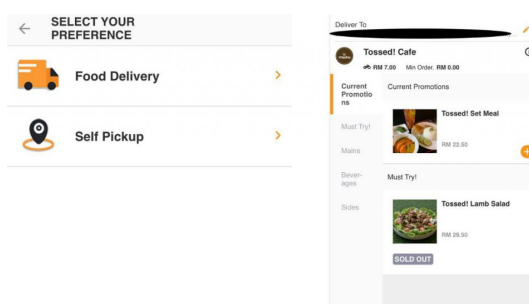 SELECT YOUR
PREFERENCE
Food Delivery
Self Pickup
Deliver To
Tossed! Cafe
RM 7.00 Min Order. RM 0.00
Current
Promotio
ns
Current Promotions
Tossed! Set Meal
RM 23.50
Must Try!
Mains
Bever-
ages
Must Try!
Sides
Tossed! Lamb Salad
RM 29.50
SOLD OUT